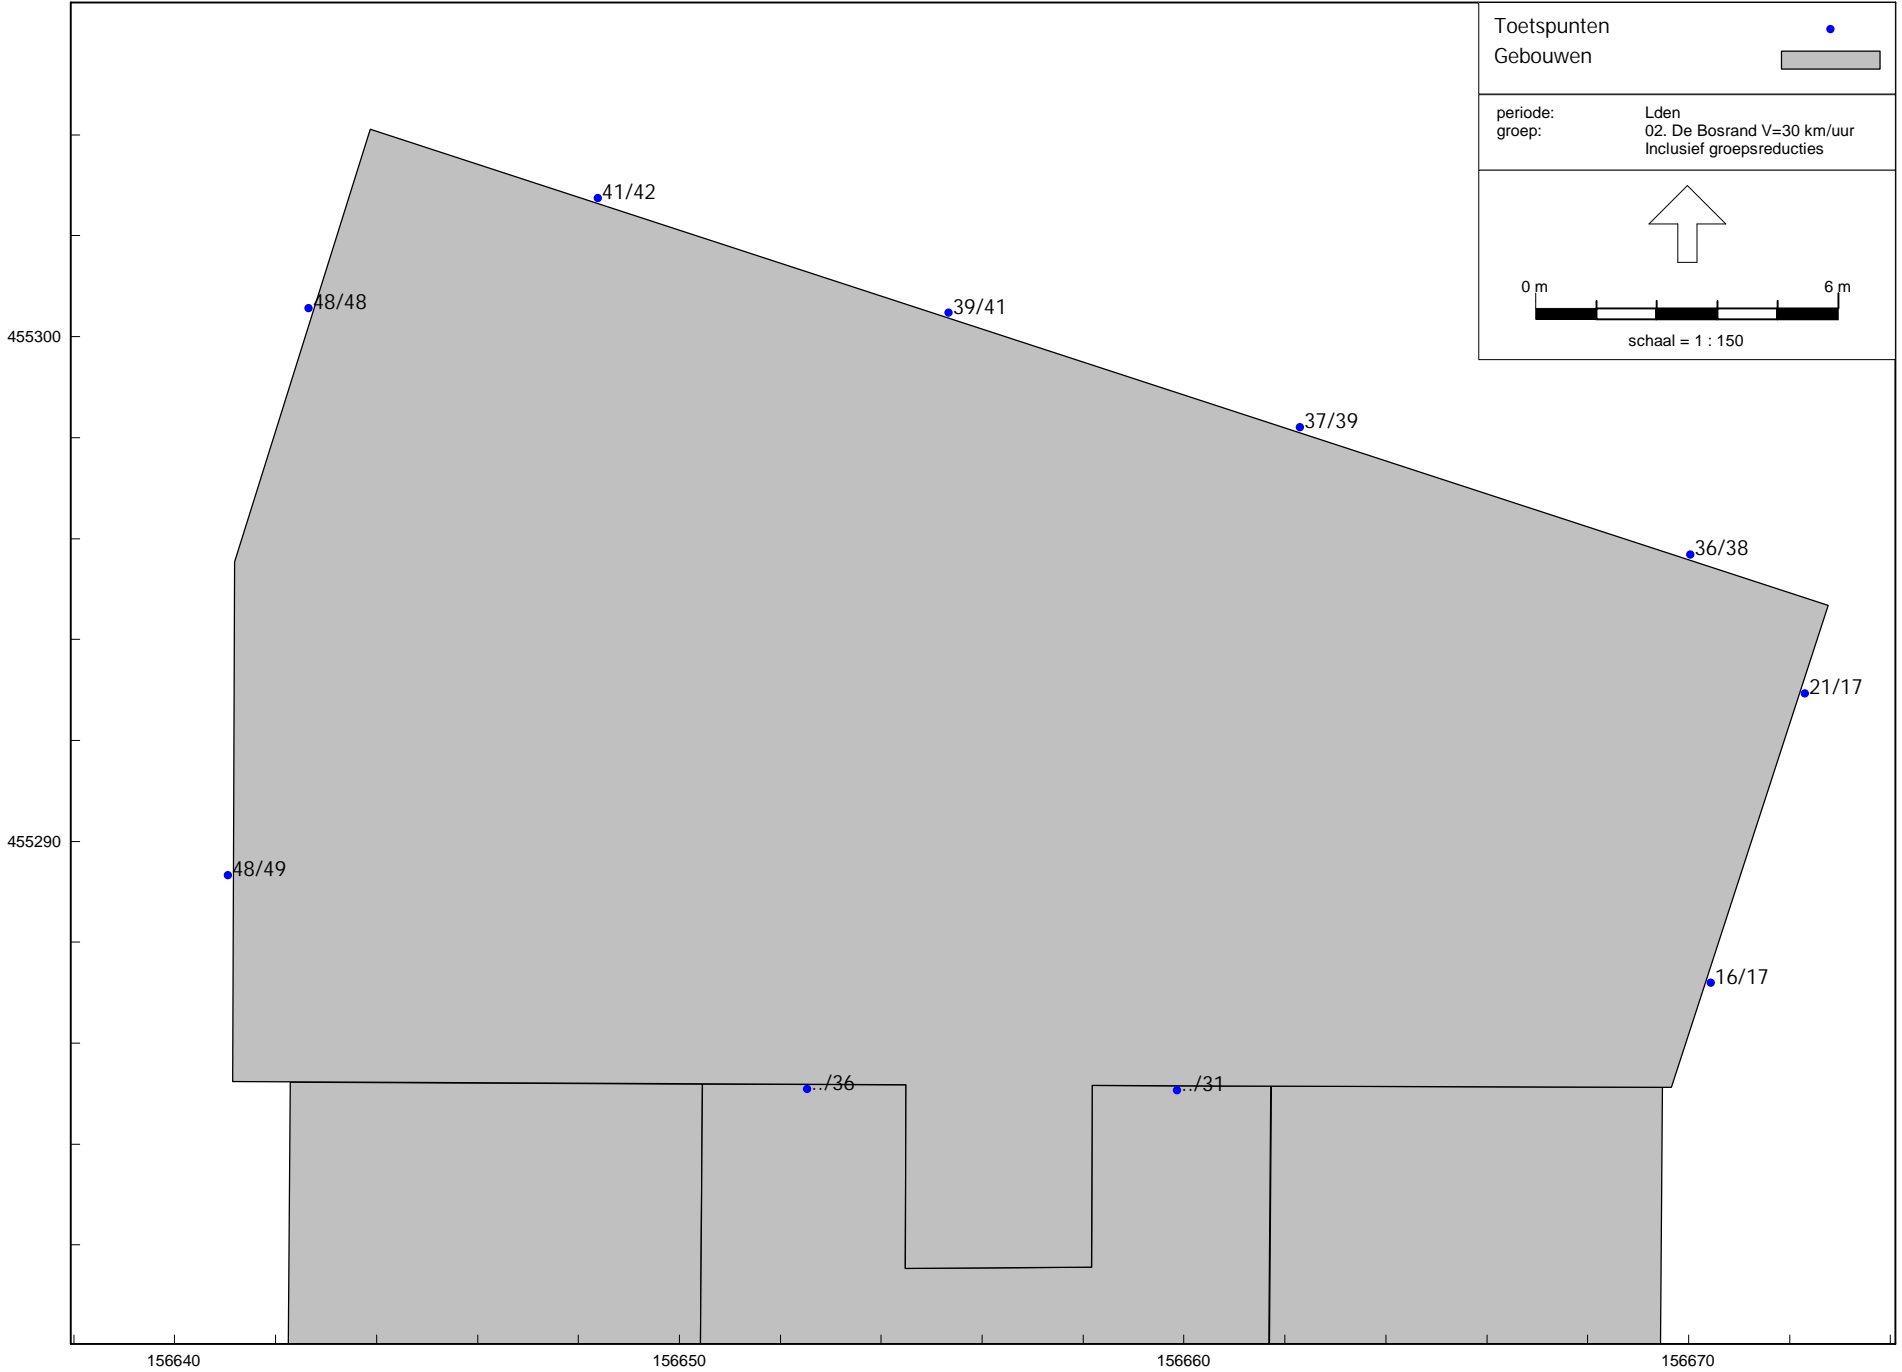 Toetspunten
Gebouwen
periode: Lden
groep: 02. De Bosrand V=30 km/uur
Inclusief groepsreducties
0 m 6 m
schaal = 1 : 150
41/42
48/48
39/41
455300
37/39
36/38
21/17
455290
48/49
16/17
../36
../31
156640 156650 156660 156670